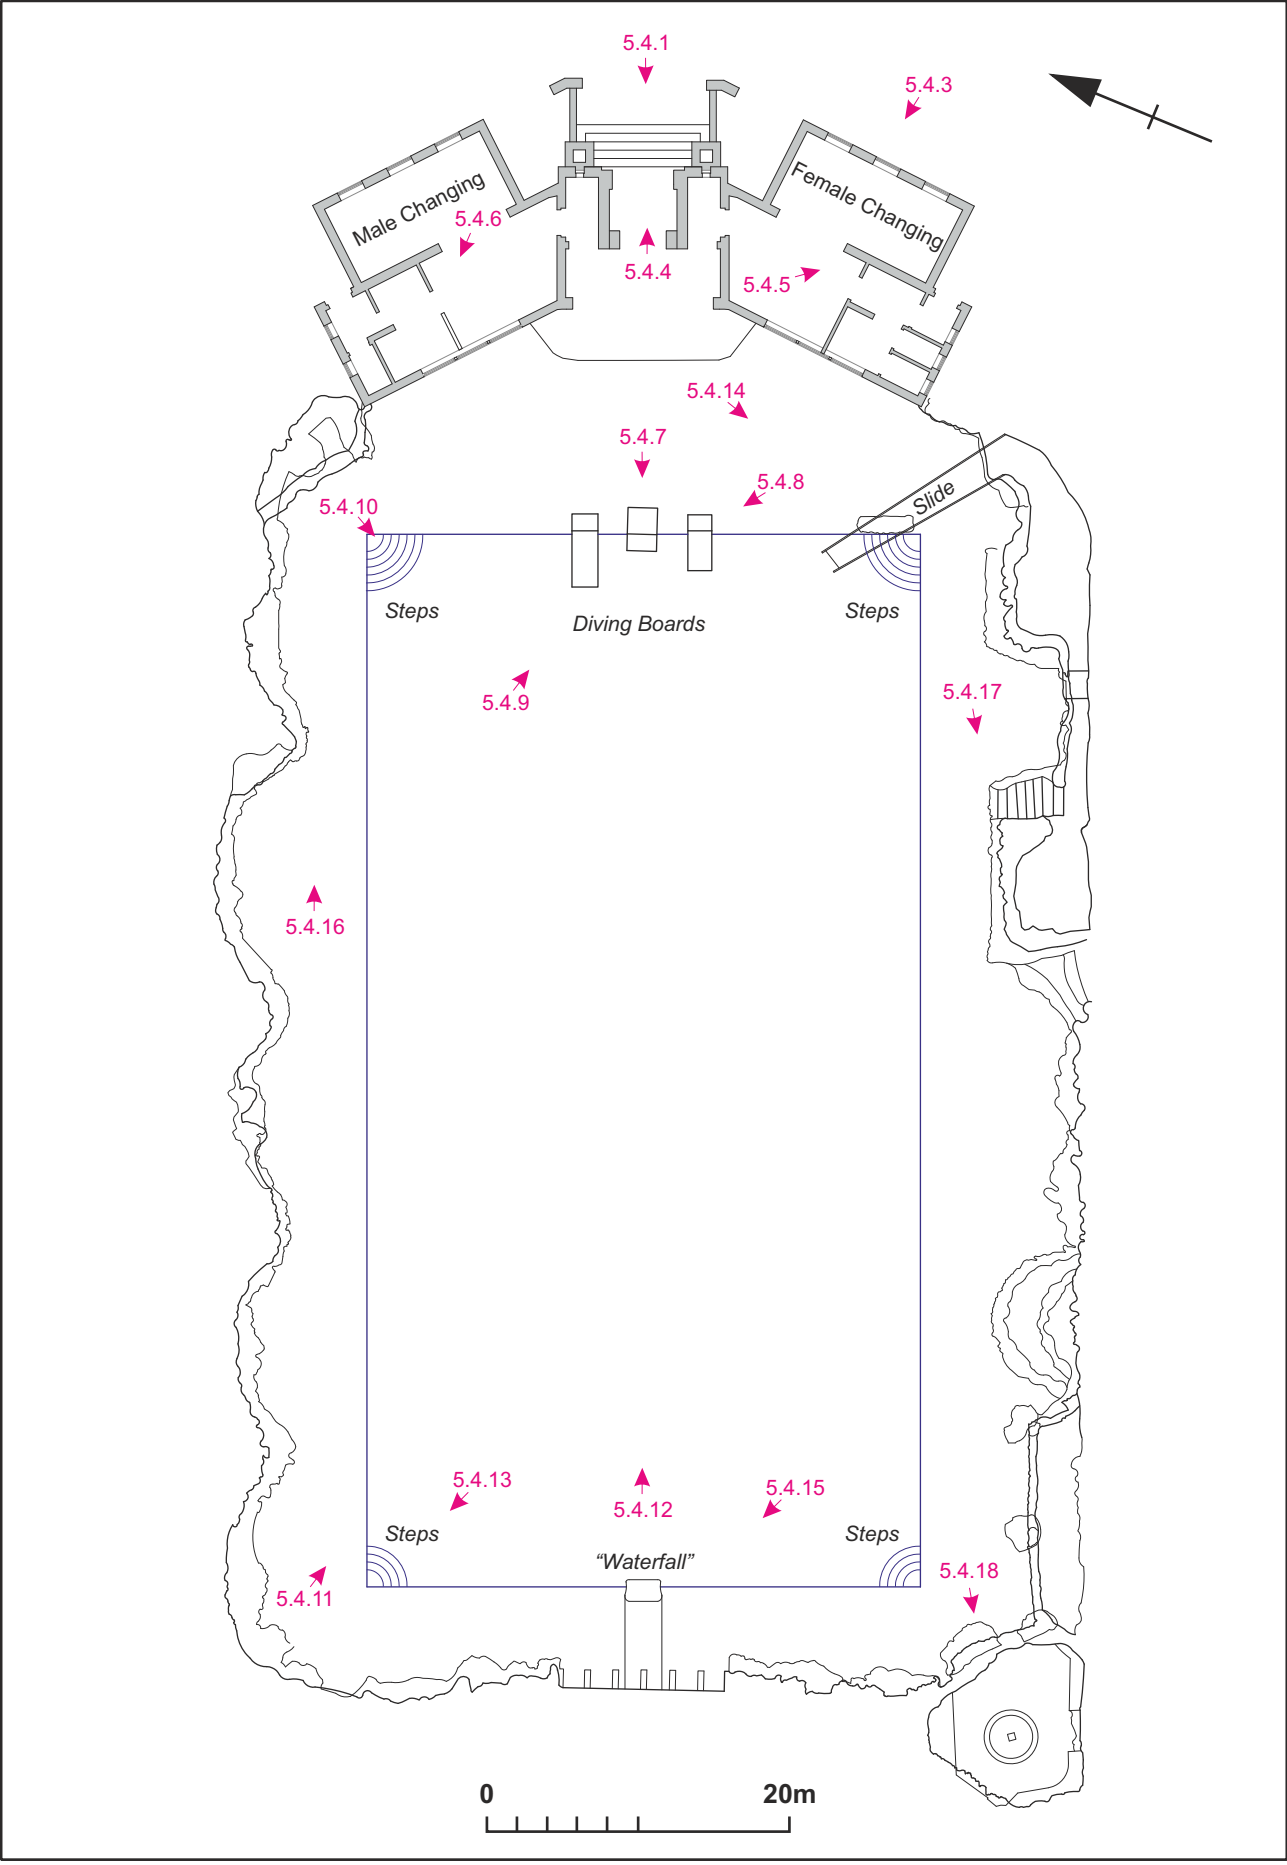 5.4.1
5.4.3
Male Changing
Female Changing
5.4.6
5.4.4
5.4.5
5.4.14
5.4.7
5.4.8
Slide
5.4.10
Steps
Diving Boards
Steps
5.4.9
5.4.17
5.4.16
5.4.13
5.4.12
5.4.15
Steps
“Waterfall”
Steps
5.4.11
5.4.18
0
20m